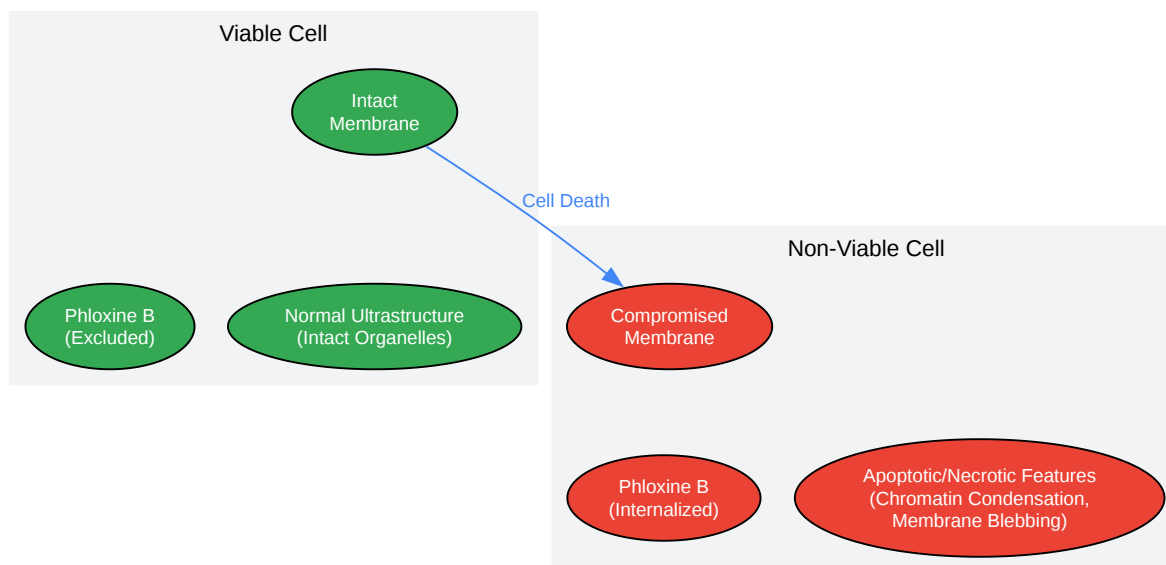 Viable Cell
Intact
Membrane
Cell Death
Phloxine B
(Excluded)
Normal Ultrastructure
(Intact Organelles)
Non-Viable Cell
Compromised
Membrane
Phloxine B
(Internalized)
Apoptotic/Necrotic Features
(Chromatin Condensation,
Membrane Blebbing)